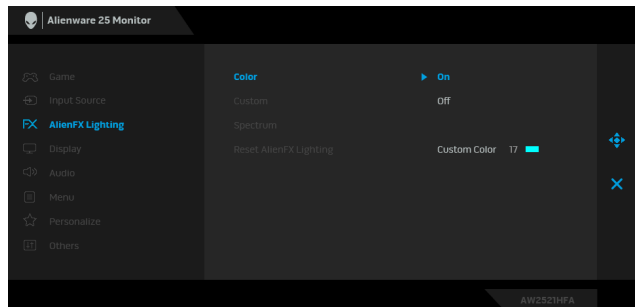 Alienware 25 Monitor
Game
Input Source
FX AlienFX Lighting
Display
Audio
Menu
Personalize
Others
Color
Custom
Spectrum
Reset AlienFX Lighting
On
Off
Custom Color 17
AW2521HFA